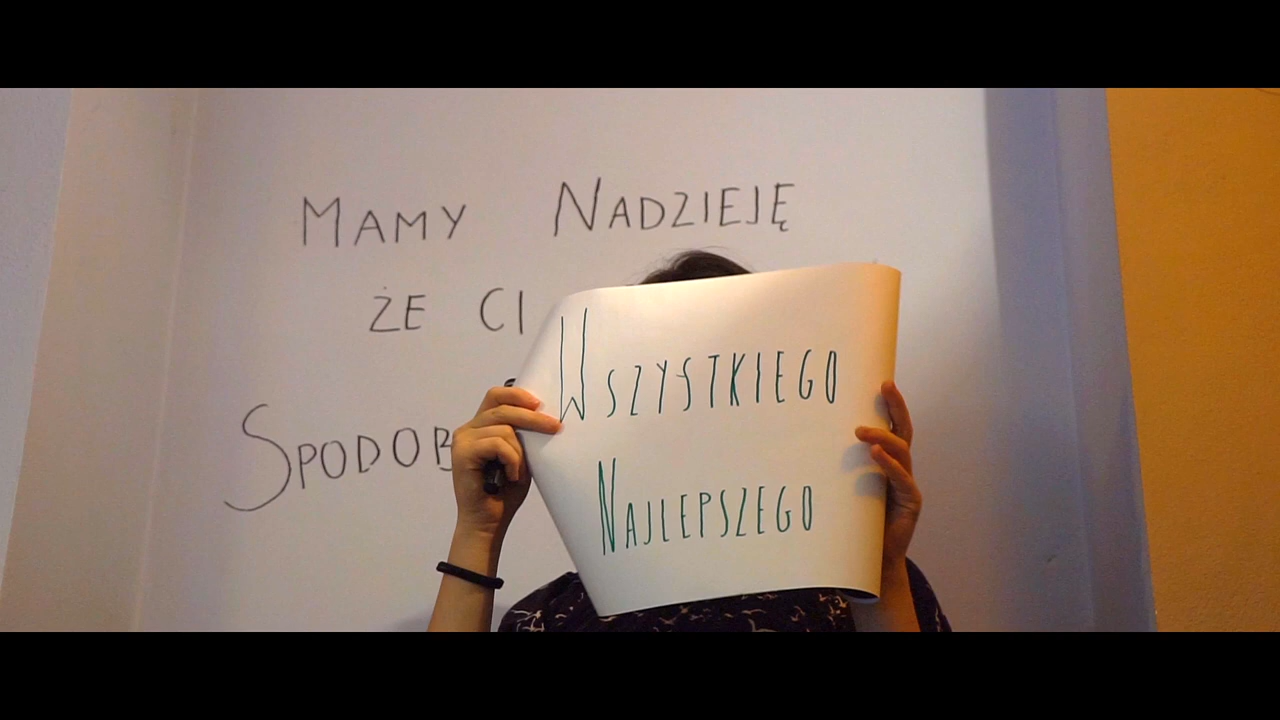 Mamy Nadzieję
że ci
Spodob
Wszystkiego
Najlepszego